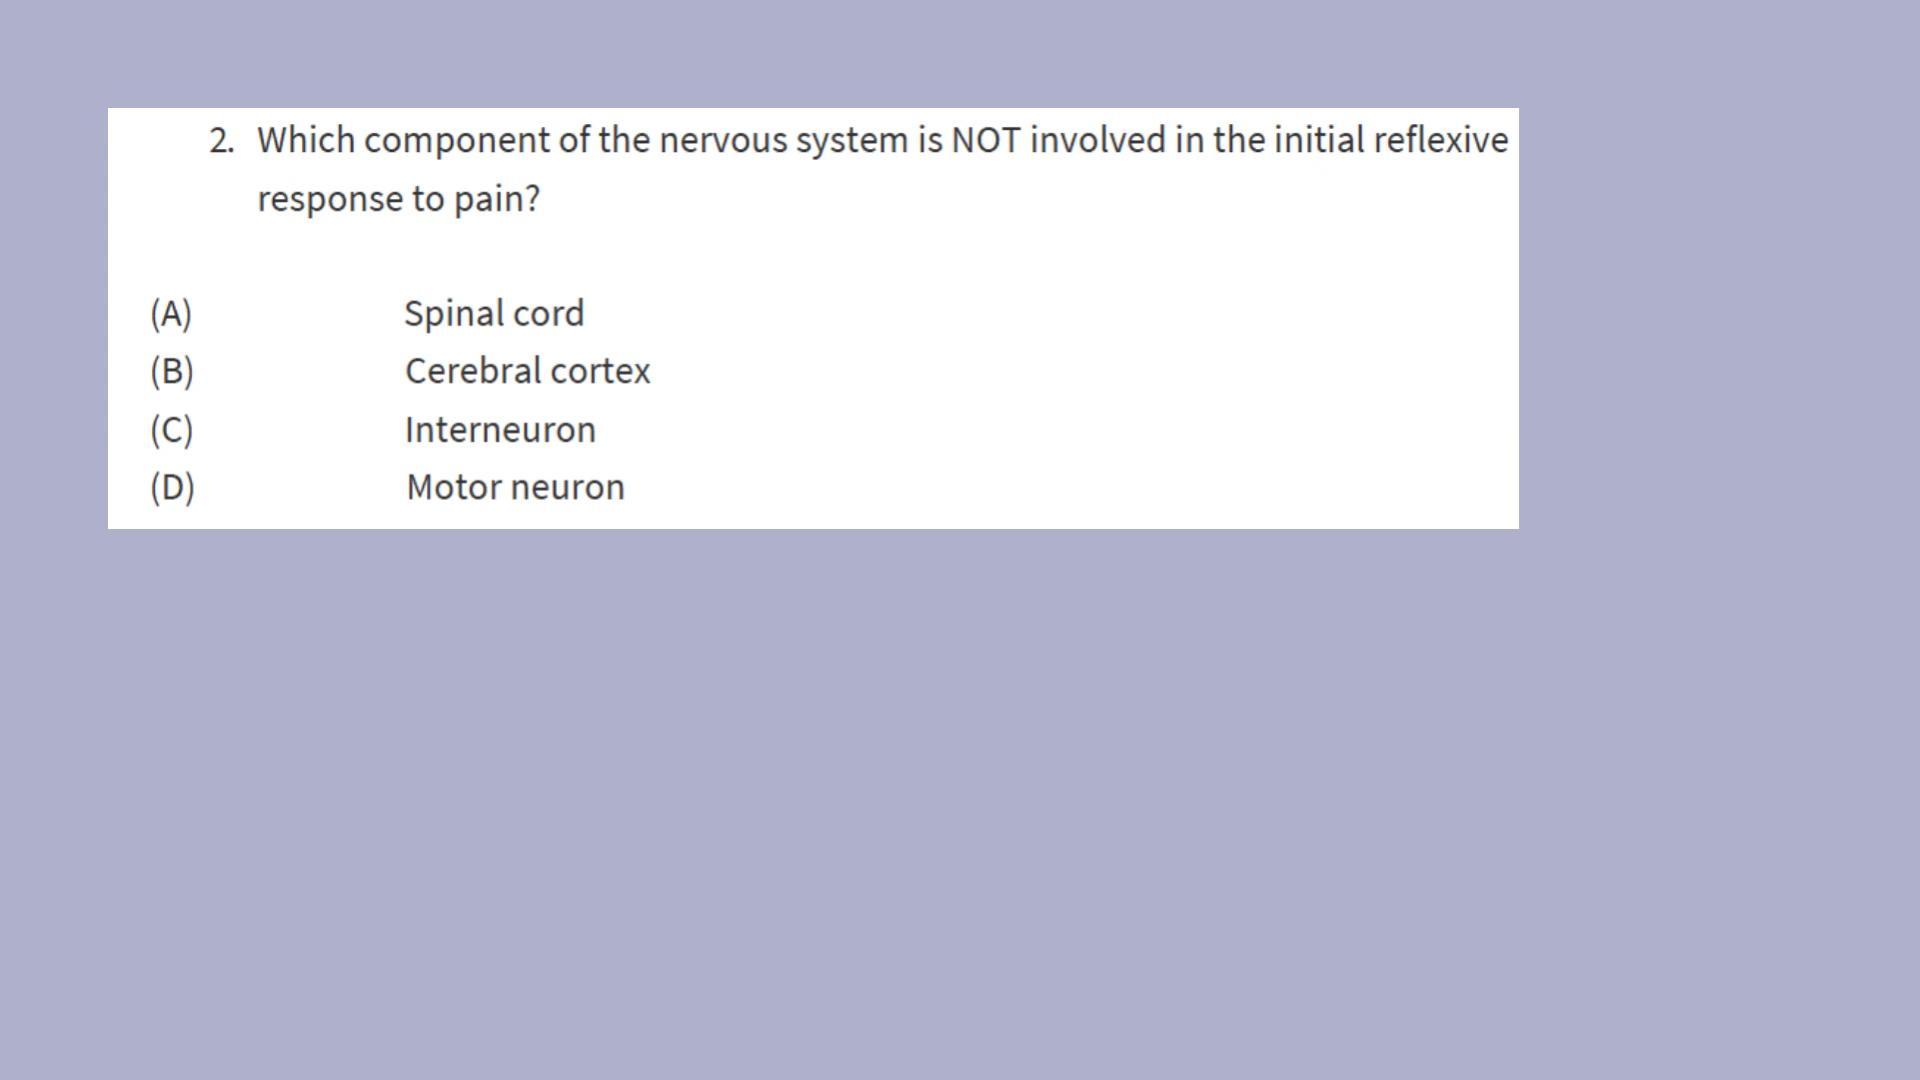 2. Which component of the nervous system is NOT involved in the initial reflexive
response to pain?
(A) Spinal cord
(B) Cerebral cortex
(C) Interneuron
(D) Motor neuron